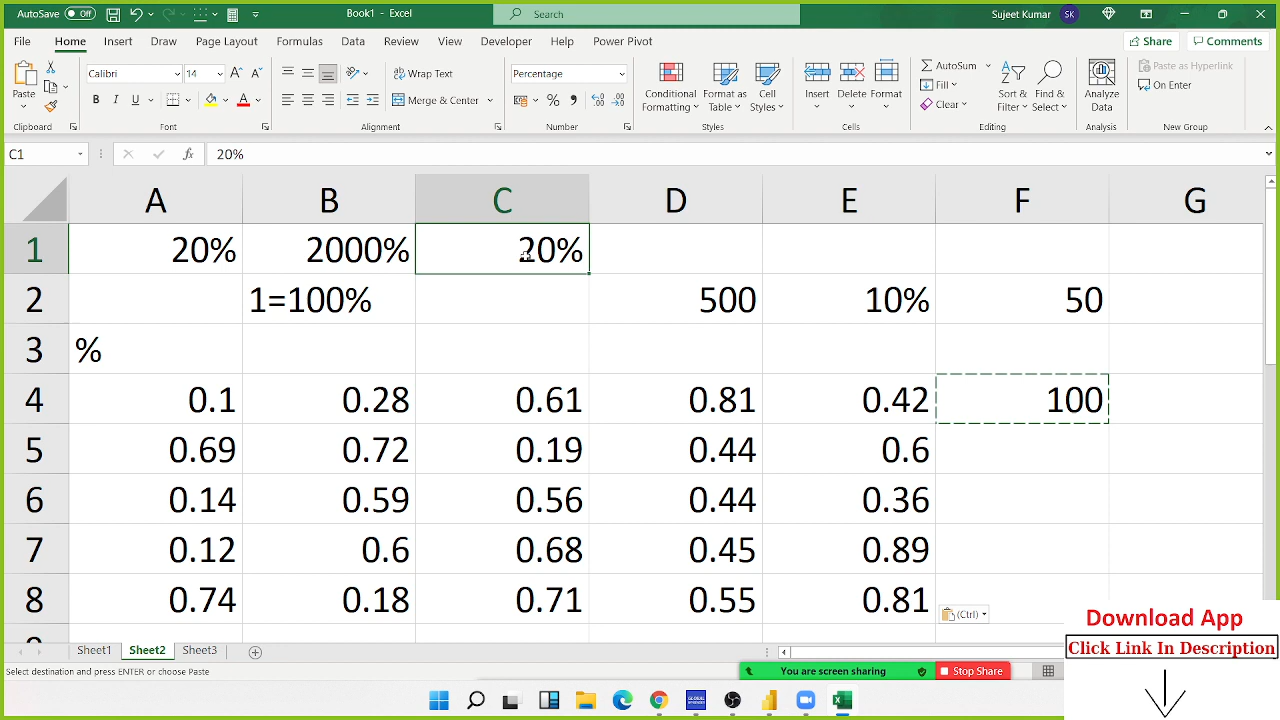 AutoSave Off Book1 - Excel Search Sujeet Kumar SK
File Home Insert Draw Page Layout Formulas Data Review View Developer Help Power Pivot Share Comments
Paste Calibri 14 Wrap Text Percentage Conditional Formatting Format as Table Cell Styles Insert Delete Format AutoSum Fill Clear Sort & Filter Find & Select Analyze Data Paste as Hyperlink On Enter
B I U Merge & Center
Clipboard Font Alignment Number Styles Cells Editing Analysis New Group
C1 fx 20%
A B C D E F G
1 20% 2000% 20%
2 1=100% 500 10% 50
3 %
4 0.1 0.28 0.61 0.81 0.42 100
5 0.69 0.72 0.19 0.44 0.6
6 0.14 0.59 0.56 0.44 0.36
7 0.12 0.6 0.68 0.45 0.89
8 0.74 0.18 0.71 0.55 0.81
(Ctrl)
Download App
Click Link In Description
Sheet1 Sheet2 Sheet3
Select destination and press ENTER or choose Paste You are screen sharing Stop Share